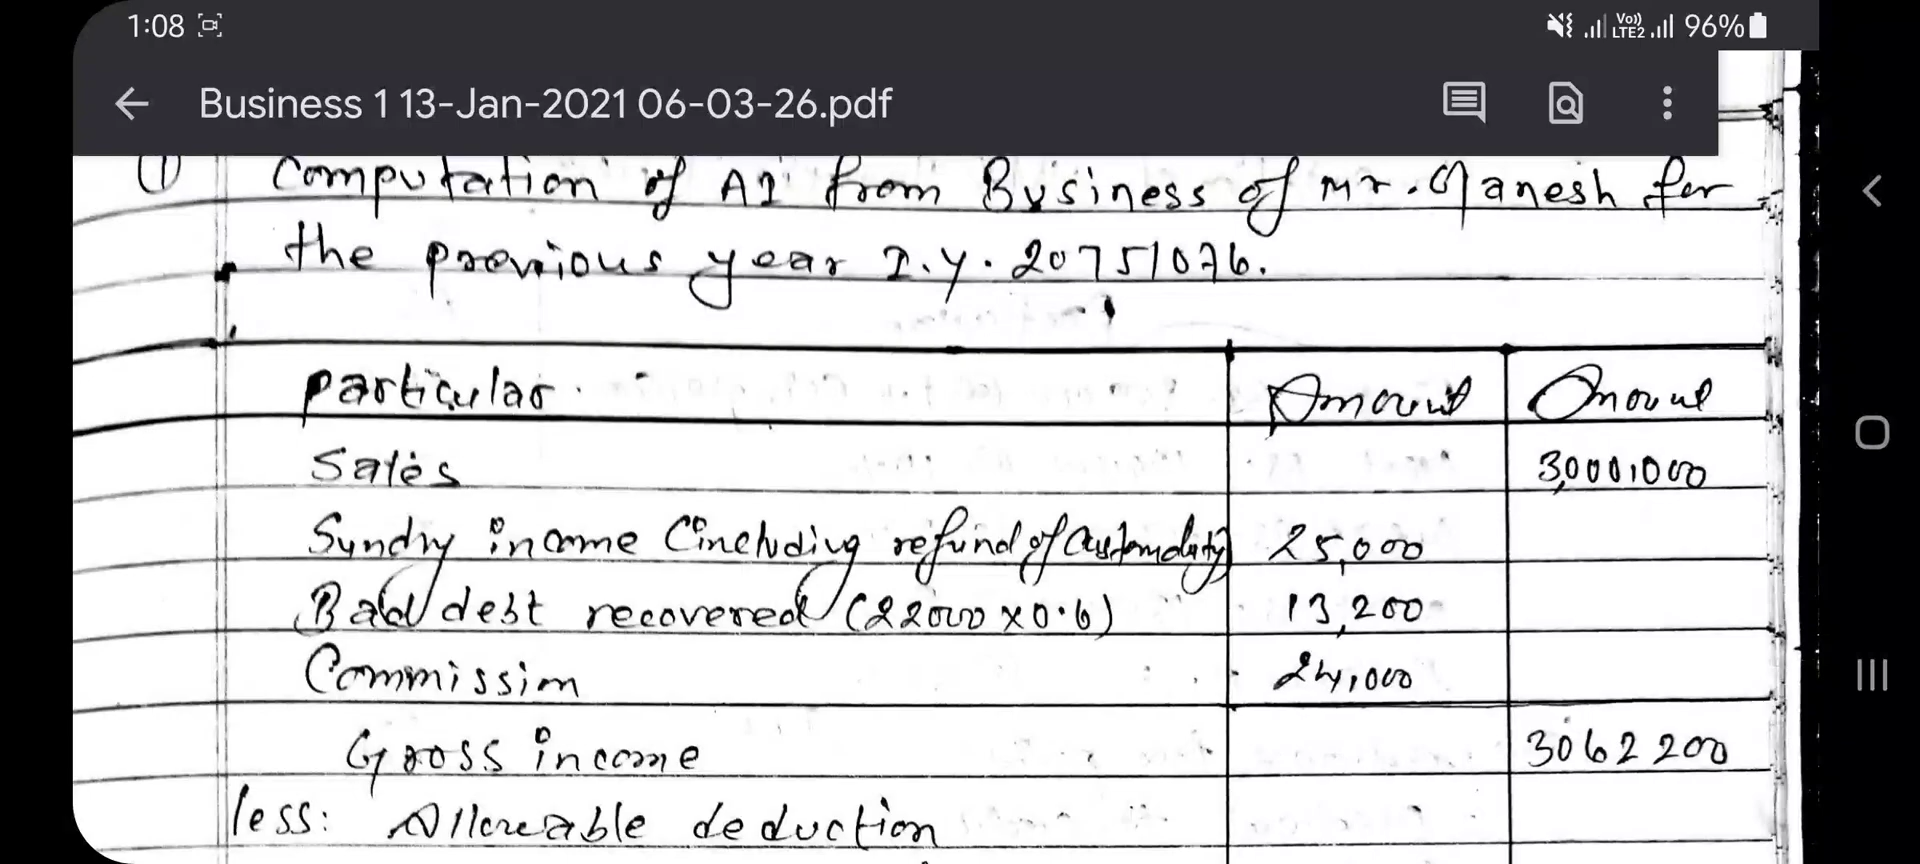 1:08 Vo)) LTE2 96%
Business 1 13-Jan-2021 06-03-26.pdf
① Computation of AI from Business of Mr. Ganesh for
the previous year I.Y. 2075/076.
Particular Amount Amount
Sales 3,000,000
Sundry income (including refund of Customduty) 25,000
Bad debt recovered (22000 x 0.6) 13,200
Commission 24,000
Gross income 3062200
less: Allowable deduction